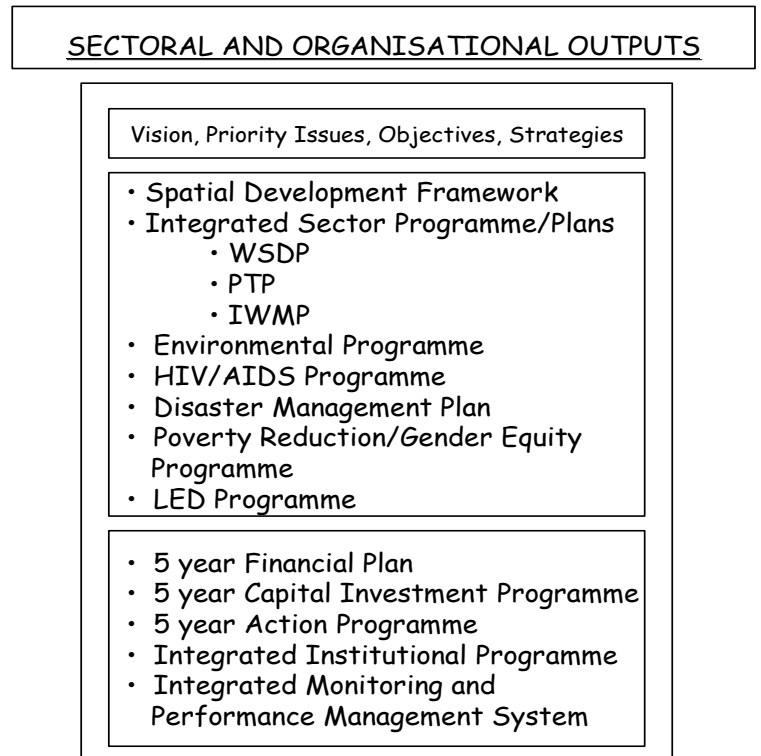 SECTORAL AND ORGANISATIONAL OUTPUTS
Vision, Priority Issues, Objectives, Strategies
• Spatial Development Framework
• Integrated Sector Programme/Plans
• WSDP
• PTP
• IWMP
• Environmental Programme
• HIV/AIDS Programme
• Disaster Management Plan
• Poverty Reduction/Gender Equity
Programme
• LED Programme
• 5 year Financial Plan
• 5 year Capital Investment Programme
• 5 year Action Programme
• Integrated Institutional Programme
• Integrated Monitoring and
Performance Management System